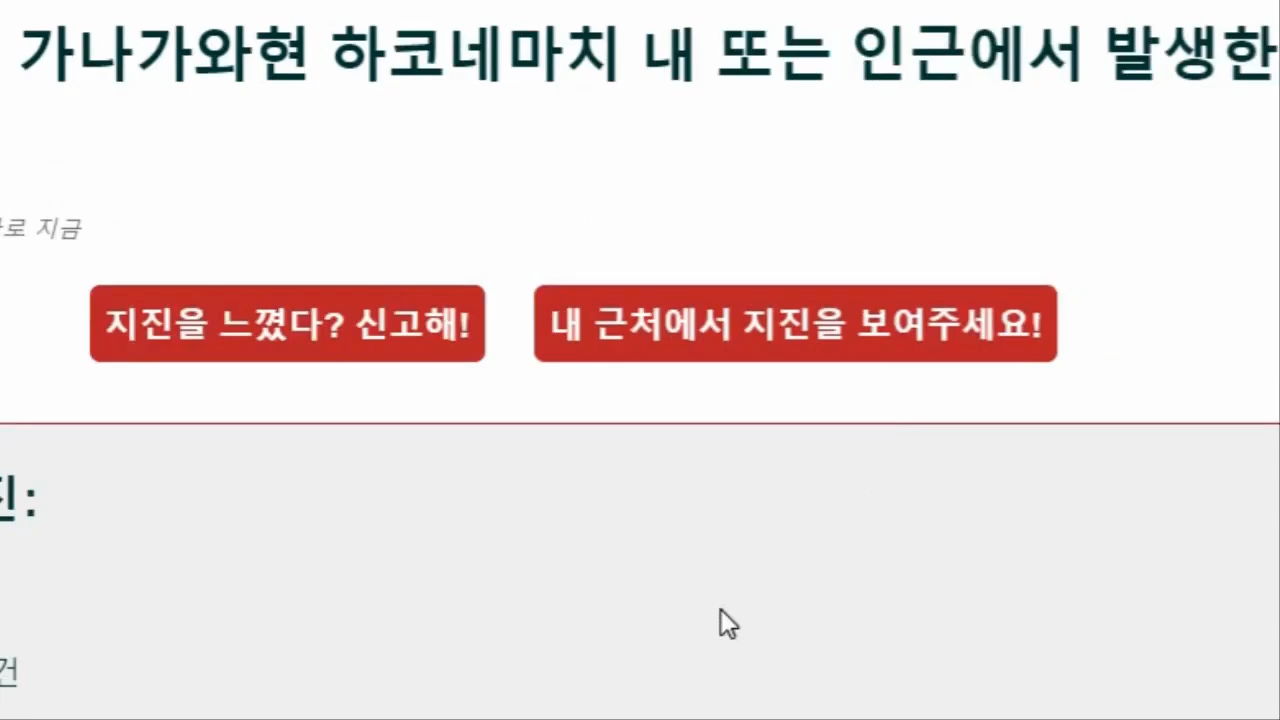 가나가와현 하코네마치 내 또는 인근에서 발생한
지금
지진을 느꼈다? 신고해!
내 근처에서 지진을 보여주세요!
진:
건